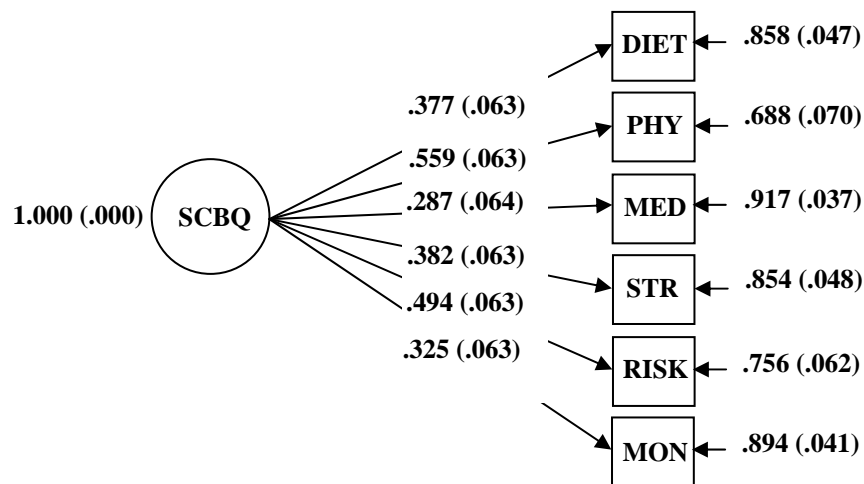 DIET
.858 (.047)
.377 (.063)
PHY
.688 (.070)
.559 (.063)
1.000 (.000)
SCBQ
.287 (.064)
MED
.917 (.037)
.382 (.063)
STR
.854 (.048)
.494 (.063)
.325 (.063)
RISK
.756 (.062)
MON
.894 (.041)